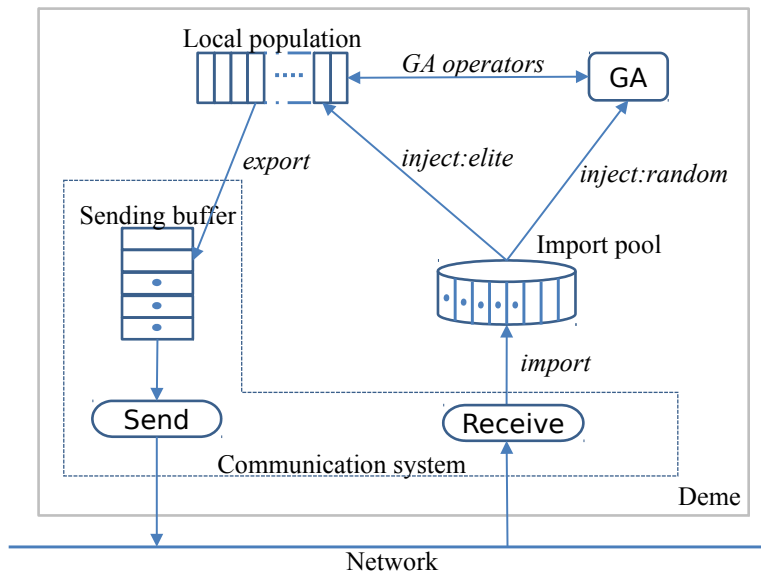 Local population
GA operators
GA
export
inject:elite
inject:random
Sending buffer
Import pool
import
Send
Receive
Communication system
Deme
Network